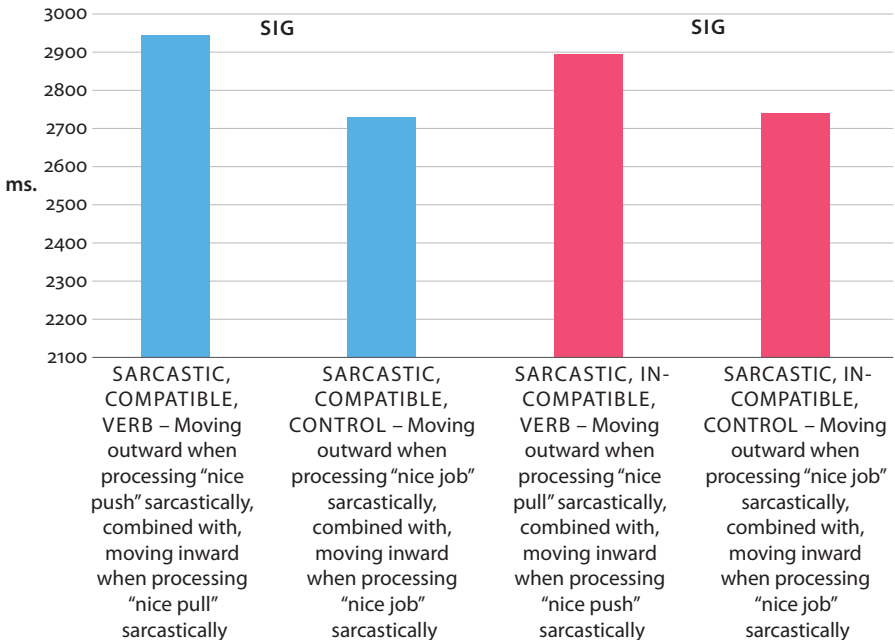 3000
SIG
SIG
2900
2800
2700
2600
ms.
2500
2400
2300
2200
2100
SARCASTIC,
COMPATIBLE,
VERB – Moving
outward when
processing “nice
push” sarcastically,
combined with,
moving inward
when processing
“nice pull”
sarcastically
SARCASTIC,
COMPATIBLE,
CONTROL – Moving
outward when
processing “nice job”
sarcastically,
combined with,
moving inward
when processing
“nice job”
sarcastically
SARCASTIC, IN-
COMPATIBLE,
VERB – Moving
outward when
processing “nice
pull” sarcastically,
combined with,
moving inward
when processing
“nice push”
sarcastically
SARCASTIC, IN-
COMPATIBLE,
CONTROL – Moving
outward when
processing “nice job”
sarcastically,
combined with,
moving inward
when processing
“nice job”
sarcastically